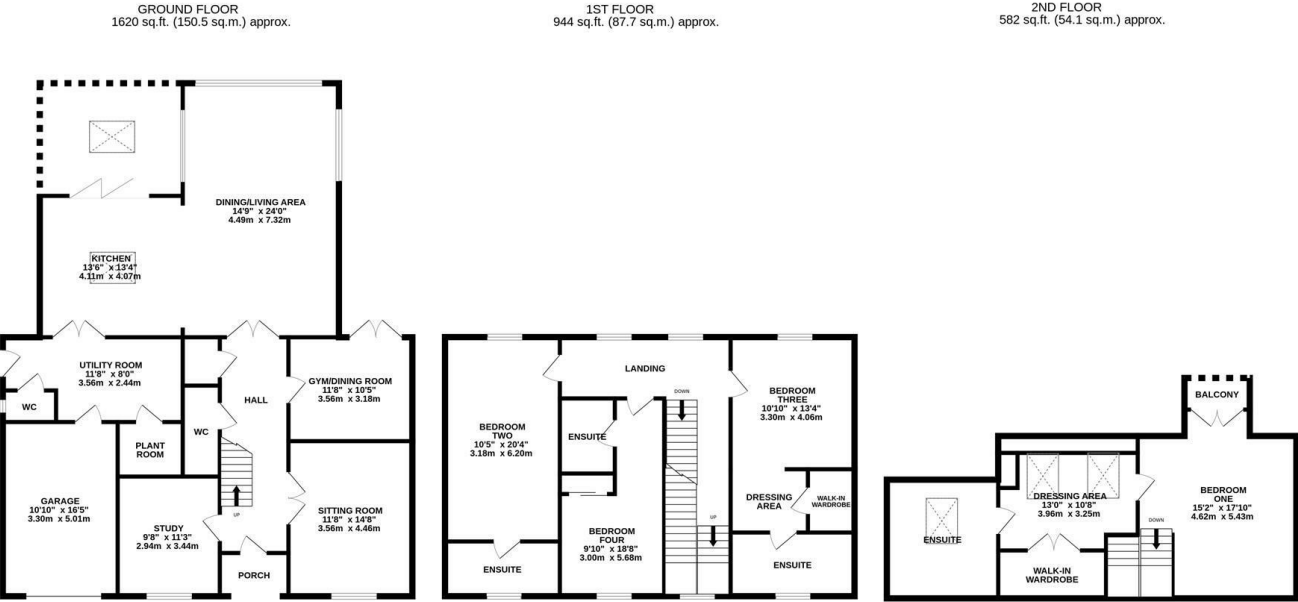 GROUND FLOOR
1620 sq.ft. (150.5 sq.m.) approx.
DINING/LIVING AREA
14'9" x 24'0"
4.49m x 7.32m
KITCHEN
13'6" x 13'4"
4.11m x 4.07m
UTILITY ROOM
11'8" x 8'0"
3.56m x 2.44m
WC
PLANT
ROOM
WC
HALL
GYM/DINING ROOM
11'8" x 10'5"
3.56m x 3.18m
GARAGE
10'10" x 16'5"
3.30m x 5.01m
STUDY
9'8" x 11'3"
2.94m x 3.44m
UP
SITTING ROOM
11'8" x 14'8"
3.56m x 4.46m
PORCH
1ST FLOOR
944 sq.ft. (87.7 sq.m.) approx.
LANDING
DOWN
BEDROOM
THREE
10'10" x 13'4"
3.30m x 4.06m
BEDROOM
TWO
10'5" x 20'4"
3.18m x 6.20m
ENSUITE
DRESSING
AREA
WALK-IN
WARDROBE
UP
BEDROOM
FOUR
9'10" x 18'8"
3.00m x 5.68m
ENSUITE
ENSUITE
2ND FLOOR
582 sq.ft. (54.1 sq.m.) approx.
BALCONY
DRESSING AREA
13'0" x 10'8"
3.96m x 3.25m
BEDROOM
ONE
15'2" x 17'10"
4.62m x 5.43m
DOWN
ENSUITE
WALK-IN
WARDROBE